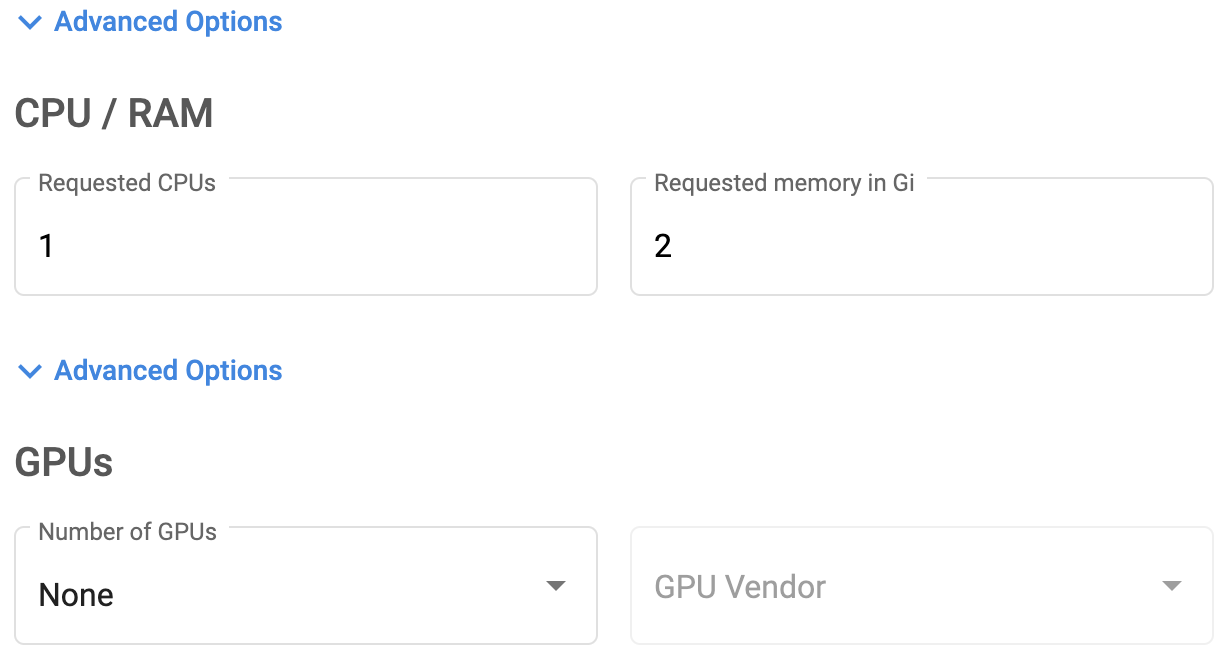 Advanced Options
CPU / RAM
Requested CPUs
1
Requested memory in Gi
2
Advanced Options
GPUs
Number of GPUs
None
GPU Vendor